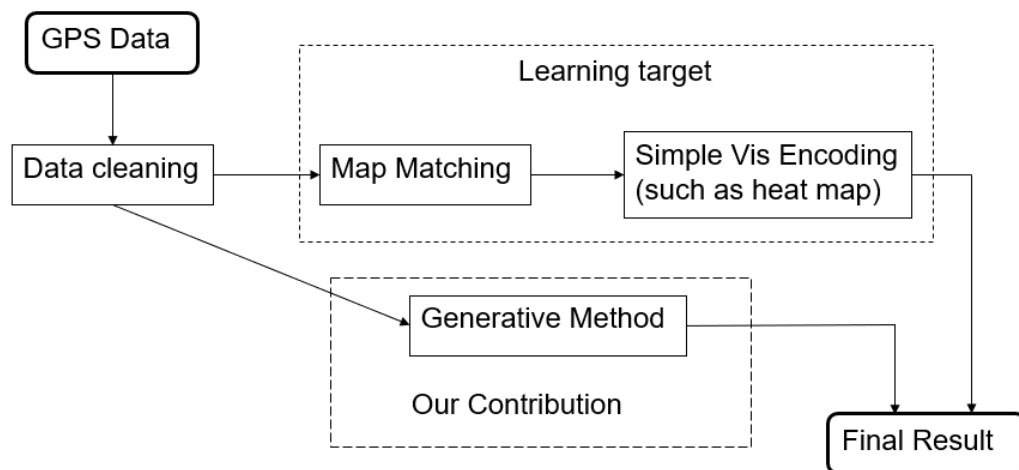 GPS Data
Learning target
Data cleaning
Map Matching
Simple Vis Encoding
(such as heat map)
Generative Method
Our Contribution
Final Result